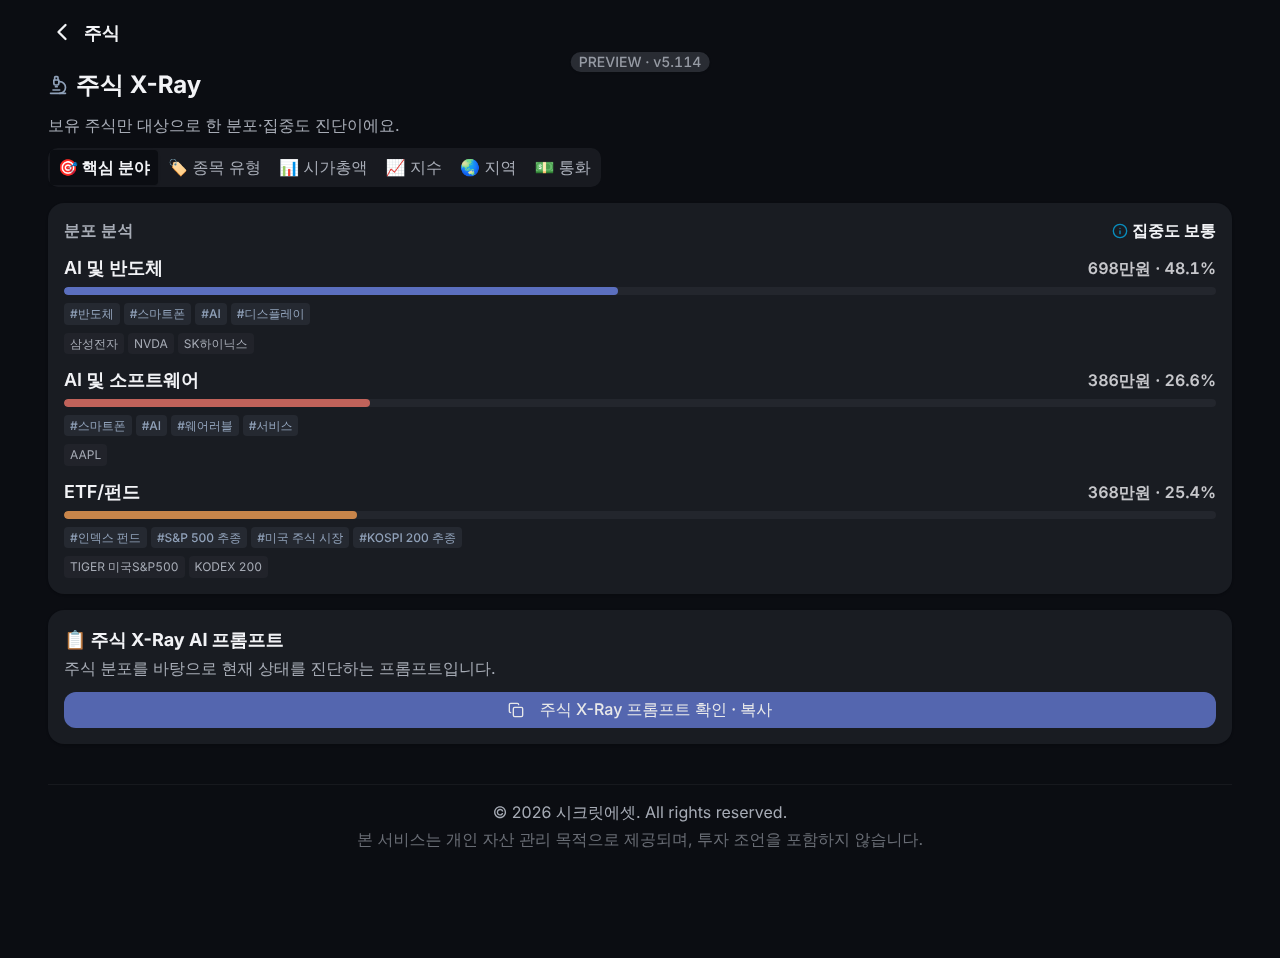 주식
PREVIEW · v5.114
주식 X-Ray
보유 주식만 대상으로 한 분포·집중도 진단이에요.
핵심 분야 종목 유형 시가총액 지수 지역 통화
분포 분석 집중도 보통
AI 및 반도체 698만원 · 48.1%
#반도체 #스마트폰 #AI #디스플레이
삼성전자 NVDA SK하이닉스
AI 및 소프트웨어 386만원 · 26.6%
#스마트폰 #AI #웨어러블 #서비스
AAPL
ETF/펀드 368만원 · 25.4%
#인덱스 펀드 #S&P 500 추종 #미국 주식 시장 #KOSPI 200 추종
TIGER 미국S&P500 KODEX 200
주식 X-Ray AI 프롬프트
주식 분포를 바탕으로 현재 상태를 진단하는 프롬프트입니다.
주식 X-Ray 프롬프트 확인 · 복사
© 2026 시크릿에셋. All rights reserved.
본 서비스는 개인 자산 관리 목적으로 제공되며, 투자 조언을 포함하지 않습니다.